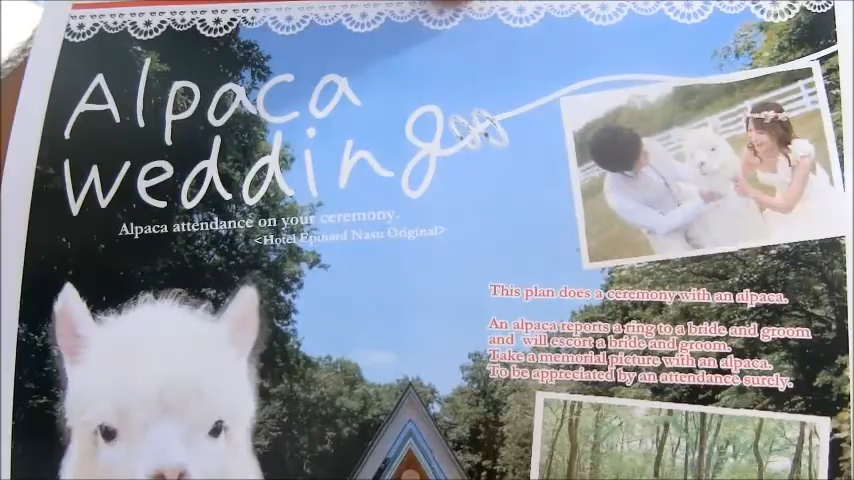 Alpaca
wedding
Alpaca attendance on your ceremony.
<Hotel Epinard Nasu Original>
This plan does a ceremony with an alpaca.
An alpaca reports a ring to a bride and groom
and will escort a bride and groom.
Take a memorial picture with an alpaca.
To be appreciated by an attendance surely.